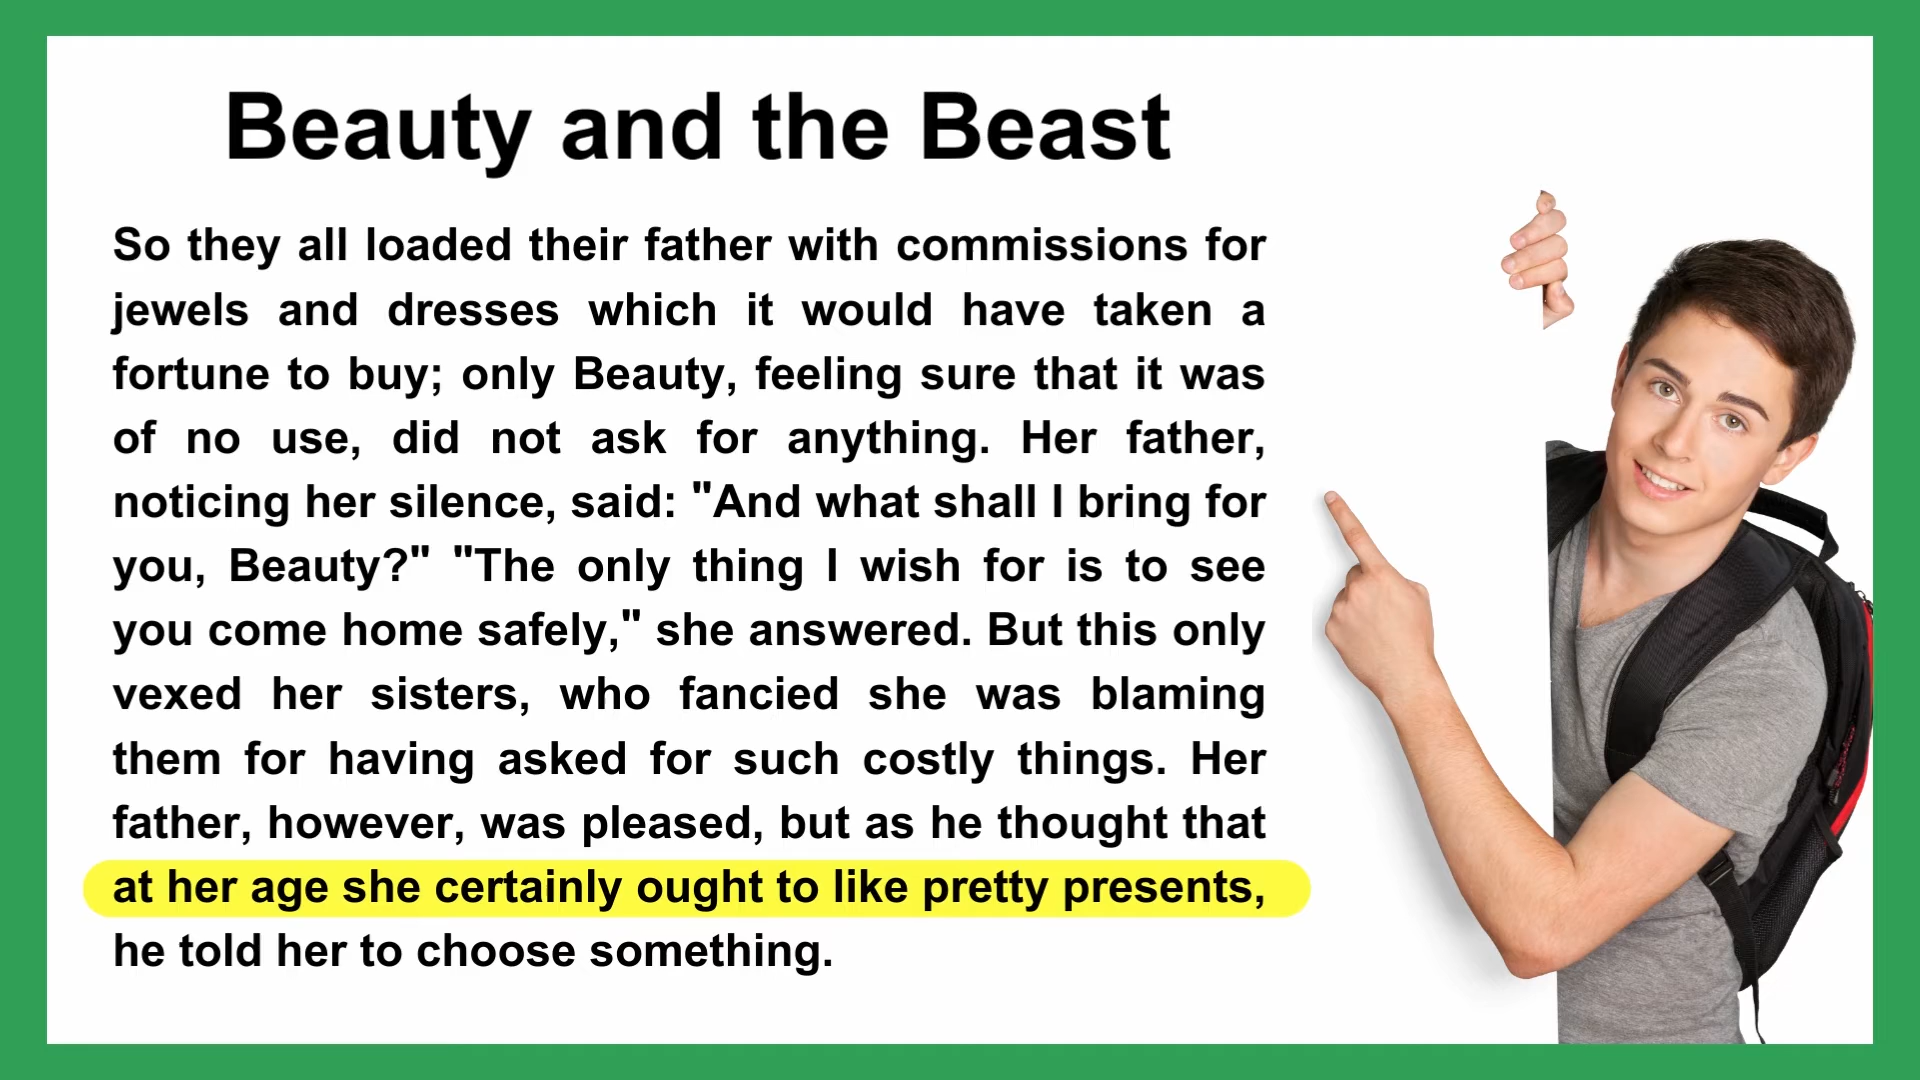 Beauty and the Beast
So they all loaded their father with commissions for
jewels and dresses which it would have taken a
fortune to buy; only Beauty, feeling sure that it was
of no use, did not ask for anything. Her father,
noticing her silence, said: "And what shall I bring for
you, Beauty?" "The only thing I wish for is to see
you come home safely," she answered. But this only
vexed her sisters, who fancied she was blaming
them for having asked for such costly things. Her
father, however, was pleased, but as he thought that
at her age she certainly ought to like pretty presents,
he told her to choose something.